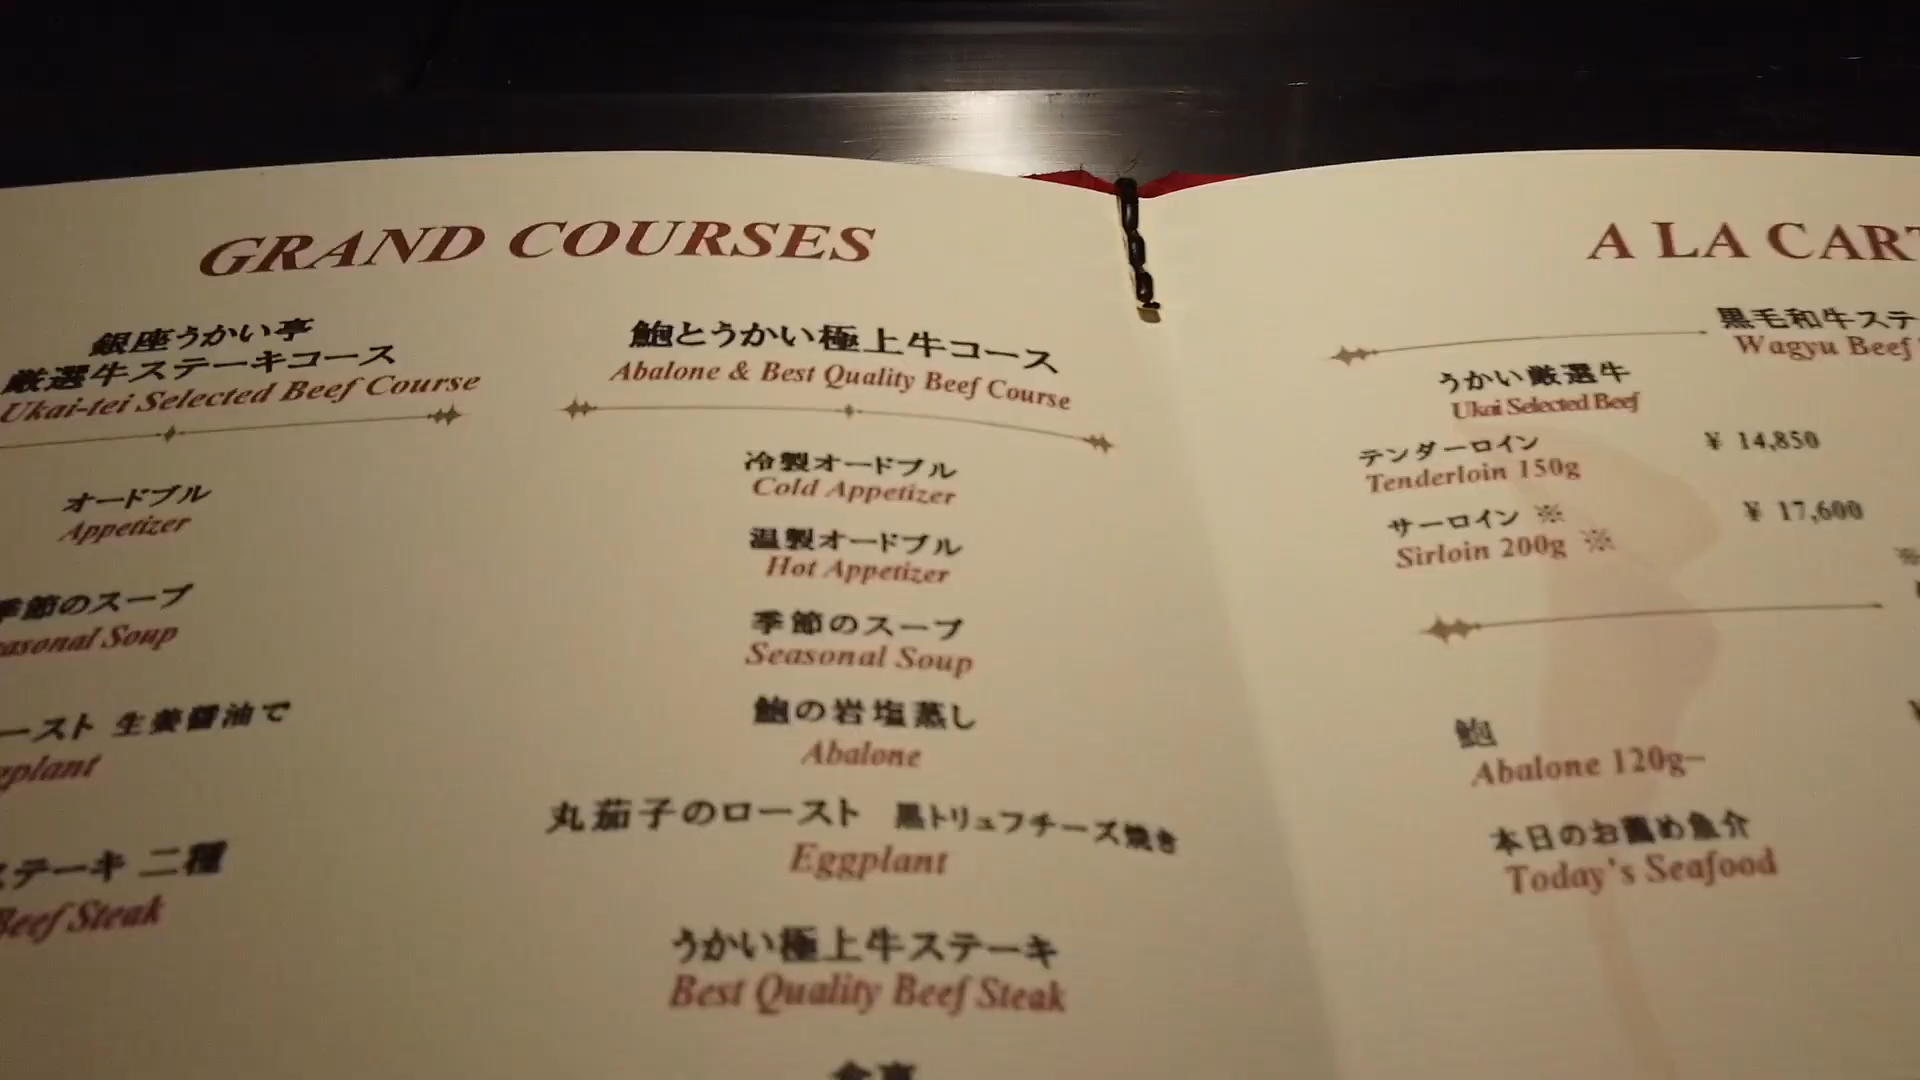 GRAND COURSES
銀座うかい亭
厳選牛ステーキコース
Ukai-tei Selected Beef Course
オードブル
Appetizer
季節のスープ
Seasonal Soup
ースト 生姜醤油で
ステーキ 二種
Beef Steak
鮑とうかい極上牛コース
Abalone & Best Quality Beef Course
冷製オードブル
Cold Appetizer
温製オードブル
Hot Appetizer
季節のスープ
Seasonal Soup
鮑の岩塩蒸し
Abalone
丸茄子のロースト 黒トリュフチーズ焼き
Eggplant
うかい極上牛ステーキ
Best Quality Beef Steak
A LA CART
黒毛和牛ステ
Wagyu Beef
うかい厳選牛
Ukai Selected Beef
テンダーロイン ¥ 14,850
Tenderloin 150g
サーロイン ※ ¥ 17,600
Sirloin 200g ※
鮑
Abalone 120g~
本日のお薦め魚介
Today's Seafood